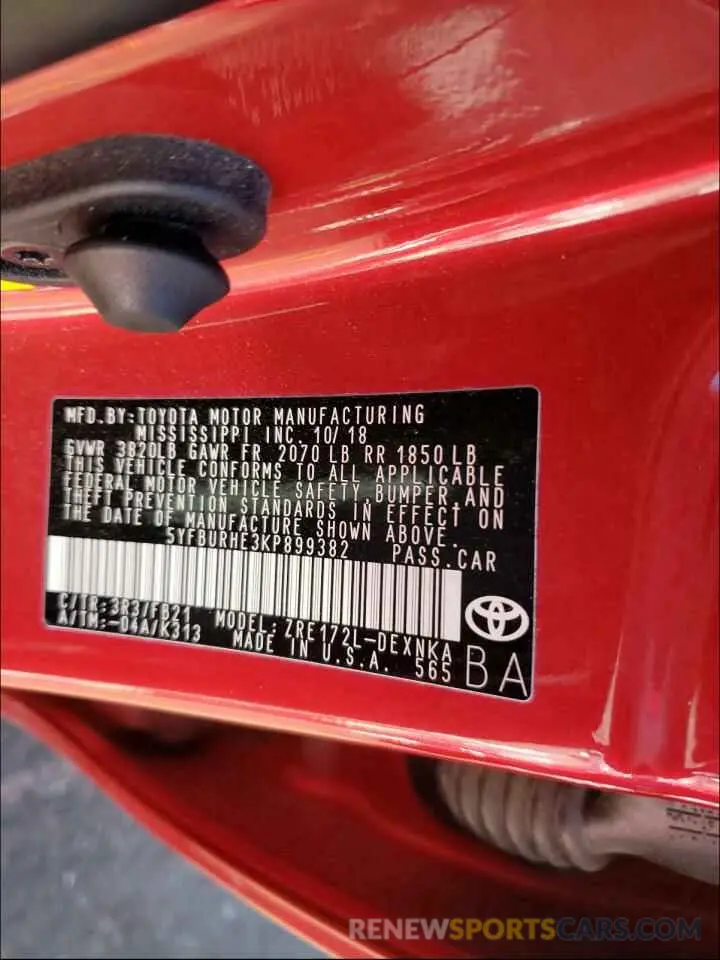 MFD. BY: TOYOTA MOTOR MANUFACTURING
MISSISSIPPI INC. 10/18
GVWR 3820LB GAWR FR 2070 LB RR 1850 LB
THIS VEHICLE CONFORMS TO ALL APPLICABLE
FEDERAL MOTOR VEHICLE SAFETY, BUMPER, AND
THEFT PREVENTION STANDARDS IN EFFECT ON
THE DATE OF MANUFACTURE SHOWN ABOVE.
5YFBURHE3KP899382 PASS.CAR
C/TR:3R3/FB21 MODEL: ZRE172L-DEXNKA
A/TM:-04A/K313 MADE IN U.S.A. 565
BA
RENEWSPORTSCARS.COM